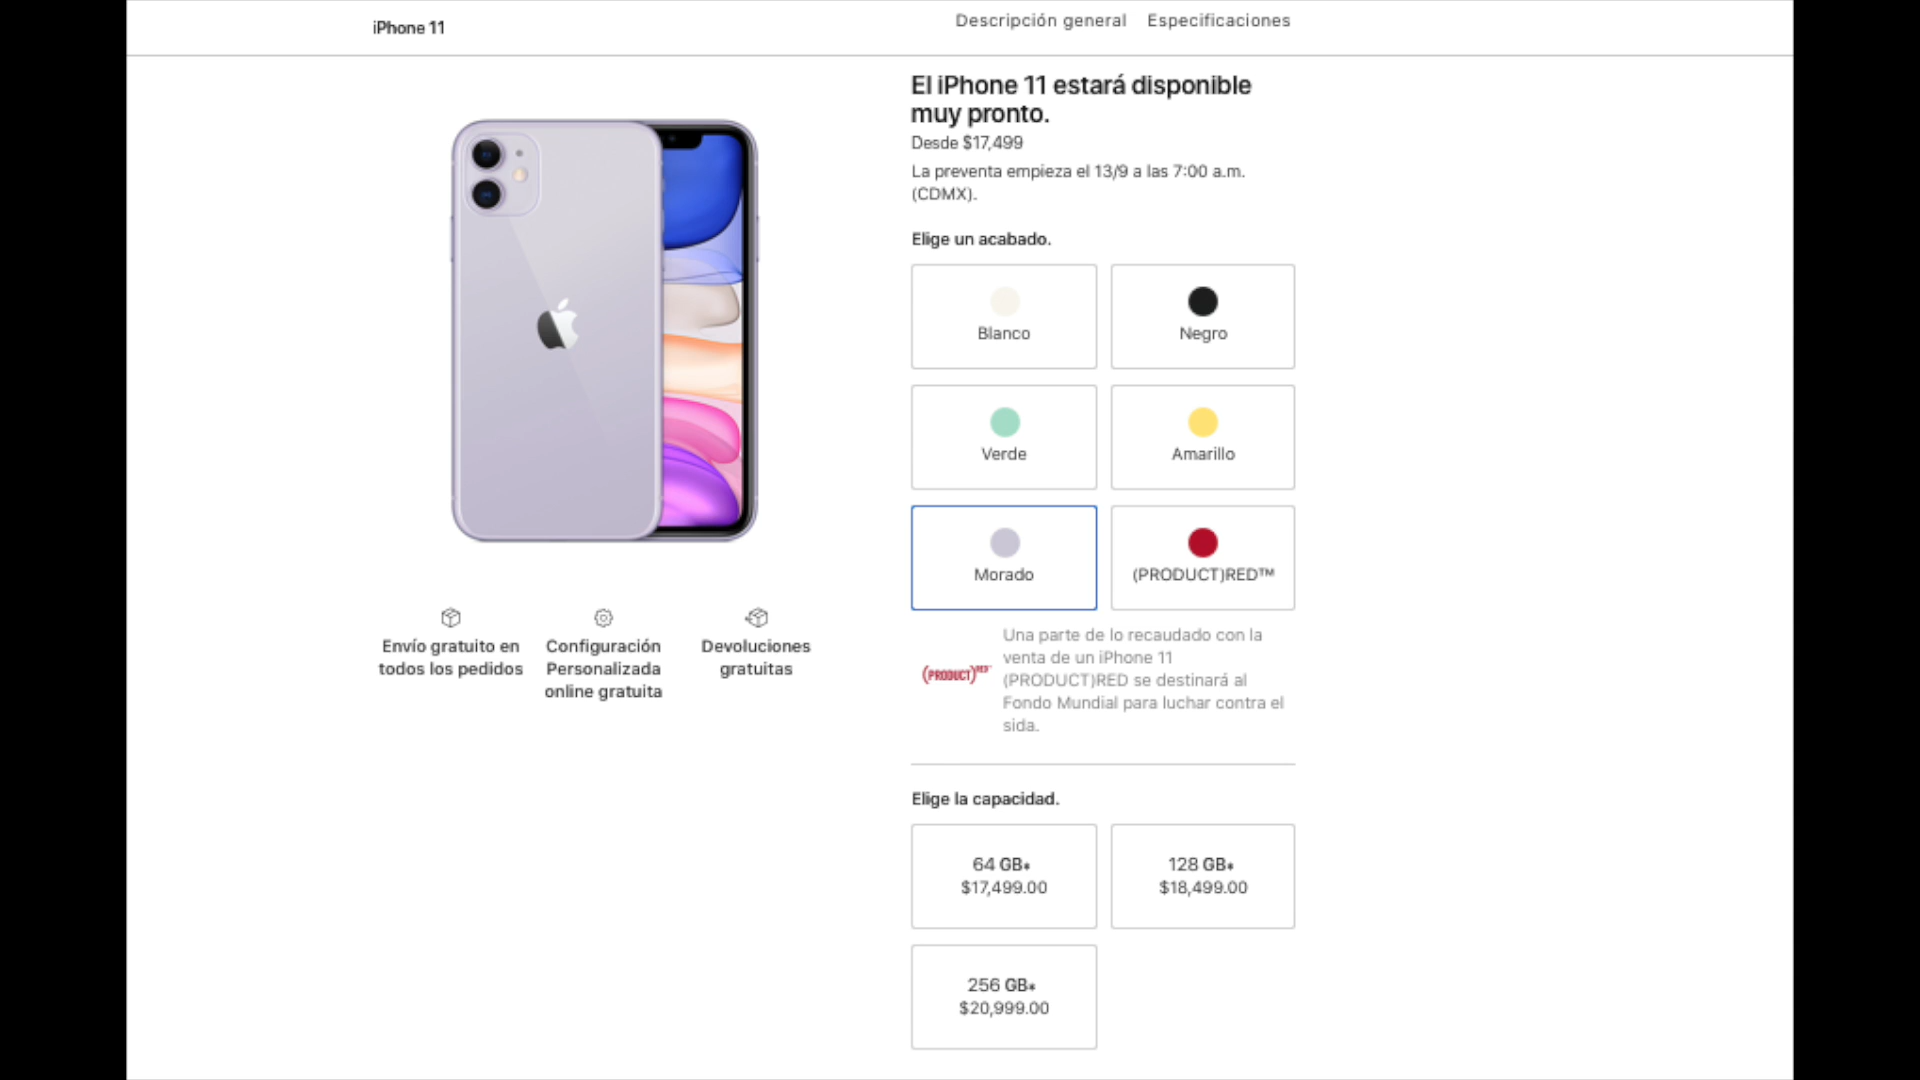 iPhone 11
Descripción general
Especificaciones
El iPhone 11 estará disponible
muy pronto.
Desde $17,499
La preventa empieza el 13/9 a las 7:00 a.m.
(CDMX).
Elige un acabado.
Blanco
Negro
Verde
Amarillo
Morado
(PRODUCT)RED™
(PRODUCT)RED™
Una parte de lo recaudado con la
venta de un iPhone 11
(PRODUCT)RED se destinará al
Fondo Mundial para luchar contra el
sida.
Envío gratuito en
todos los pedidos
Configuración
Personalizada
online gratuita
Devoluciones
gratuitas
Elige la capacidad.
64 GB*
$17,499.00
128 GB*
$18,499.00
256 GB*
$20,999.00